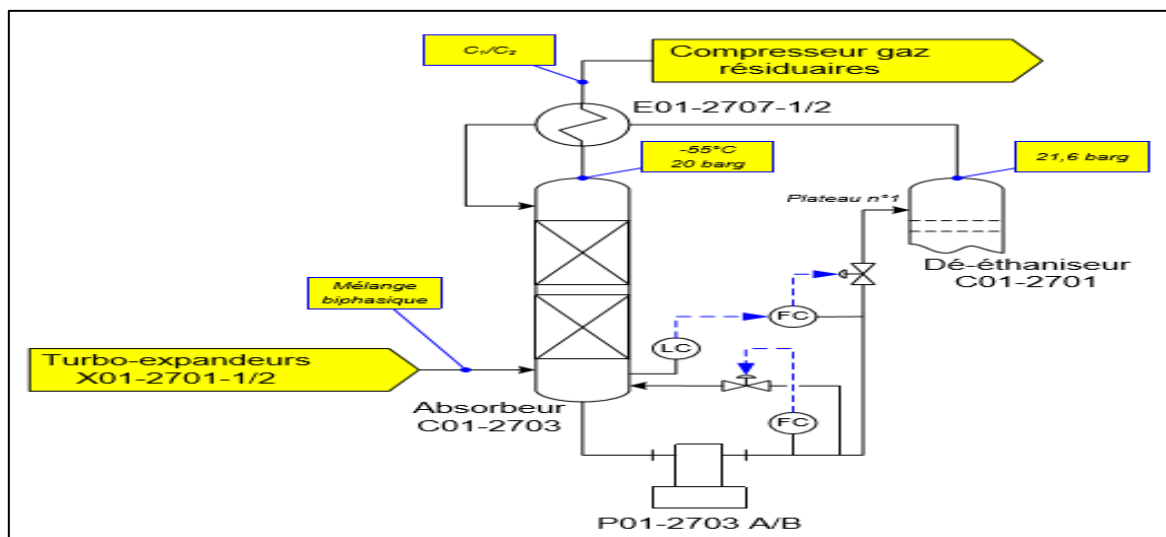 C₁/C₂
Compresseur gaz
résiduaires
E01-2707-1/2
-55°C
20 barg
21,6 barg
Plateau n°1
Dé-éthaniseur
C01-2701
Mélange
biphasique
FC
LC
Turbo-expandeurs
X01-2701-1/2
Absorbeur
C01-2703
FC
P01-2703 A/B